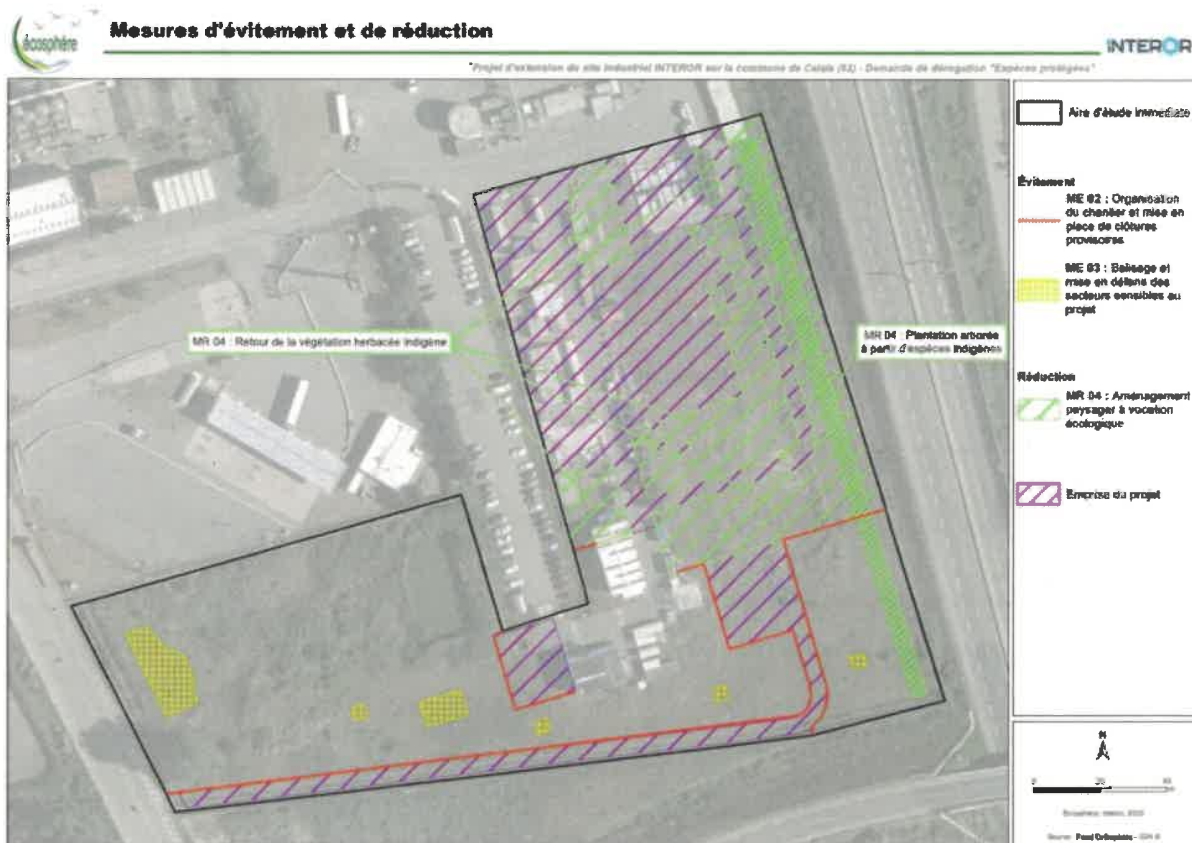 écosphère
Mesures d'évitement et de réduction
INTEROR
"Projet d'extension du site industriel INTEROR sur la commune de Calais (62) - Demande de dérogation "Espèces protégées"
Aire d'étude immédiate
Évitement
ME 02 : Organisation
du chantier et mise en
place de clôtures
provisoires
ME 03 : Balisage et
mise en défens des
secteurs sensibles au
projet
MR 04 : Retour de la végétation herbacée indigène
MR 04 : Plantation arborée
à partir d'espèces indigènes
Réduction
MR 04 : Aménagement
paysager à vocation
écologique
Emprise du projet
N
0